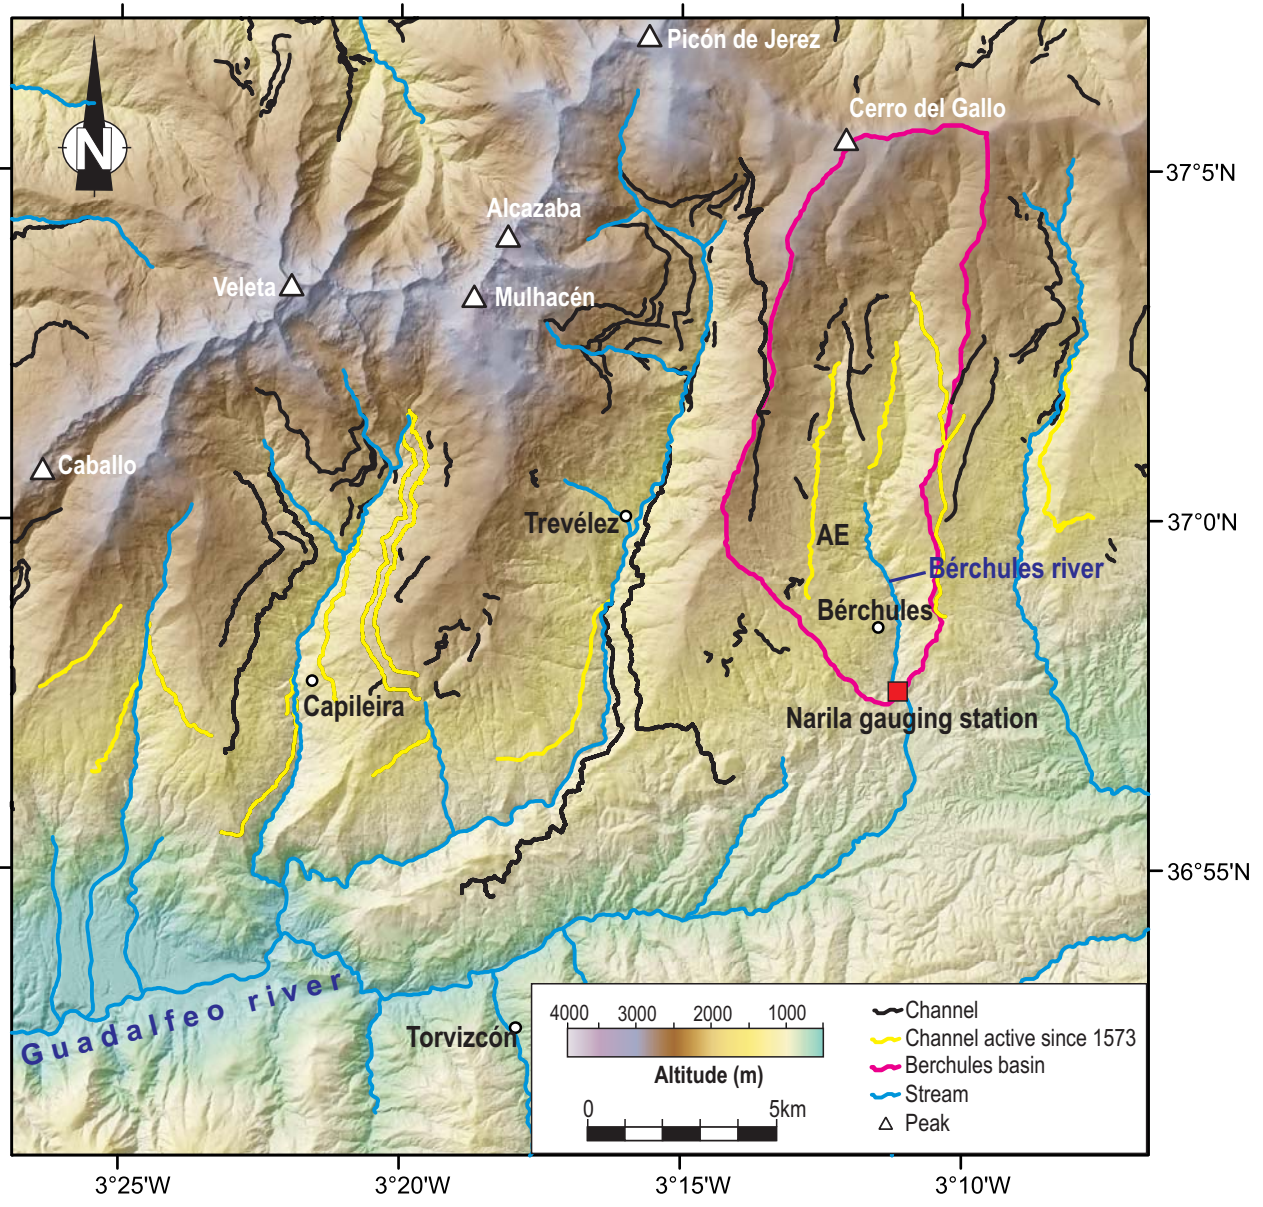 Picón de Jerez
Cerro del Gallo
N
37°5'N
Alcazaba
Veleta
Mulhacén
Caballo
Trevélez
37°0'N
AE
Bérchules river
Bérchules
Capileira
Narila gauging station
36°55'N
Guadalfeo river
Torvizcón
4000 3000 2000 1000
Altitude (m)
0 5km
Channel
Channel active since 1573
Berchules basin
Stream
Peak
3°25'W 3°20'W 3°15'W 3°10'W